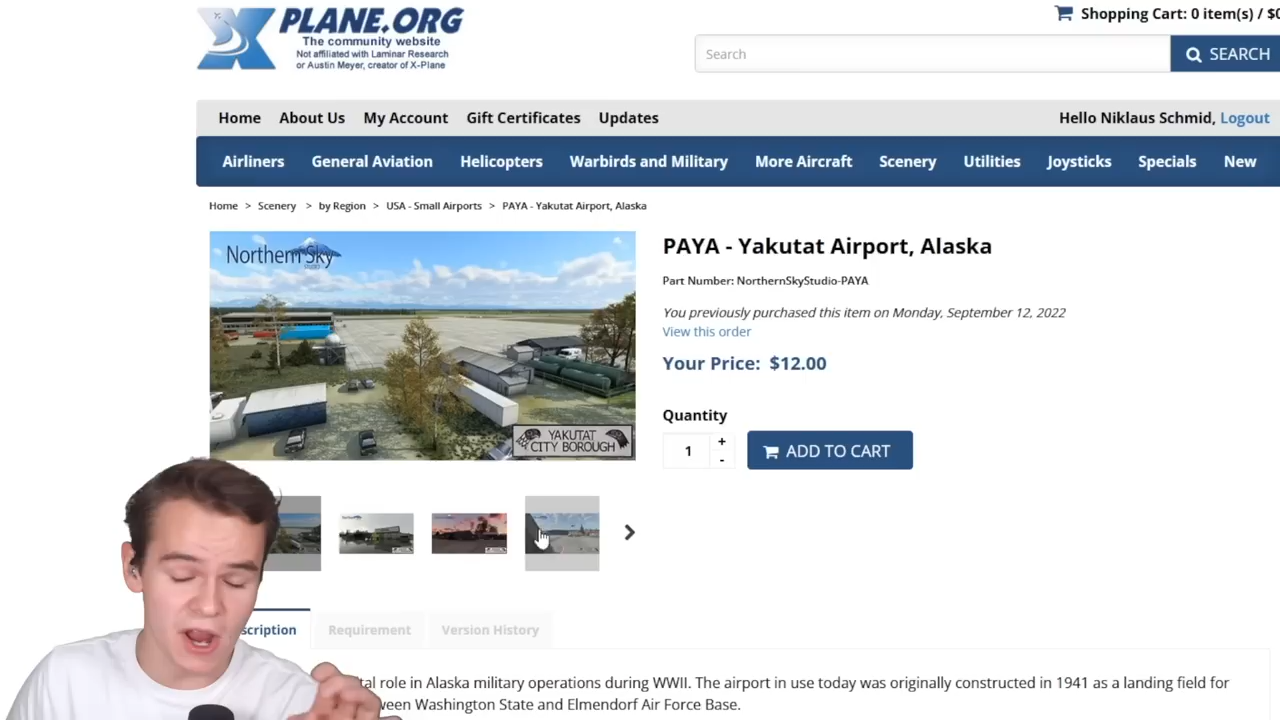 PLANE.ORG
The community website
Not affiliated with Laminar Research
or Austin Meyer, creator of X-Plane
Shopping Cart: 0 item(s) /
Search
SEARCH
Home About Us My Account Gift Certificates Updates
Hello Niklaus Schmid, Logout
Airliners General Aviation Helicopters Warbirds and Military More Aircraft Scenery Utilities Joysticks Specials New
Home > Scenery > by Region > USA - Small Airports > PAYA - Yakutat Airport, Alaska
Northern Sky
YAKUTAT
CITY BOROUGH
PAYA - Yakutat Airport, Alaska
Part Number: NorthernSkyStudio-PAYA
You previously purchased this item on Monday, September 12, 2022
View this order
Your Price: $12.00
Quantity
1 + -
ADD TO CART
scription Requirement Version History
tal role in Alaska military operations during WWII. The airport in use today was originally constructed in 1941 as a landing field for
ween Washington State and Elmendorf Air Force Base.